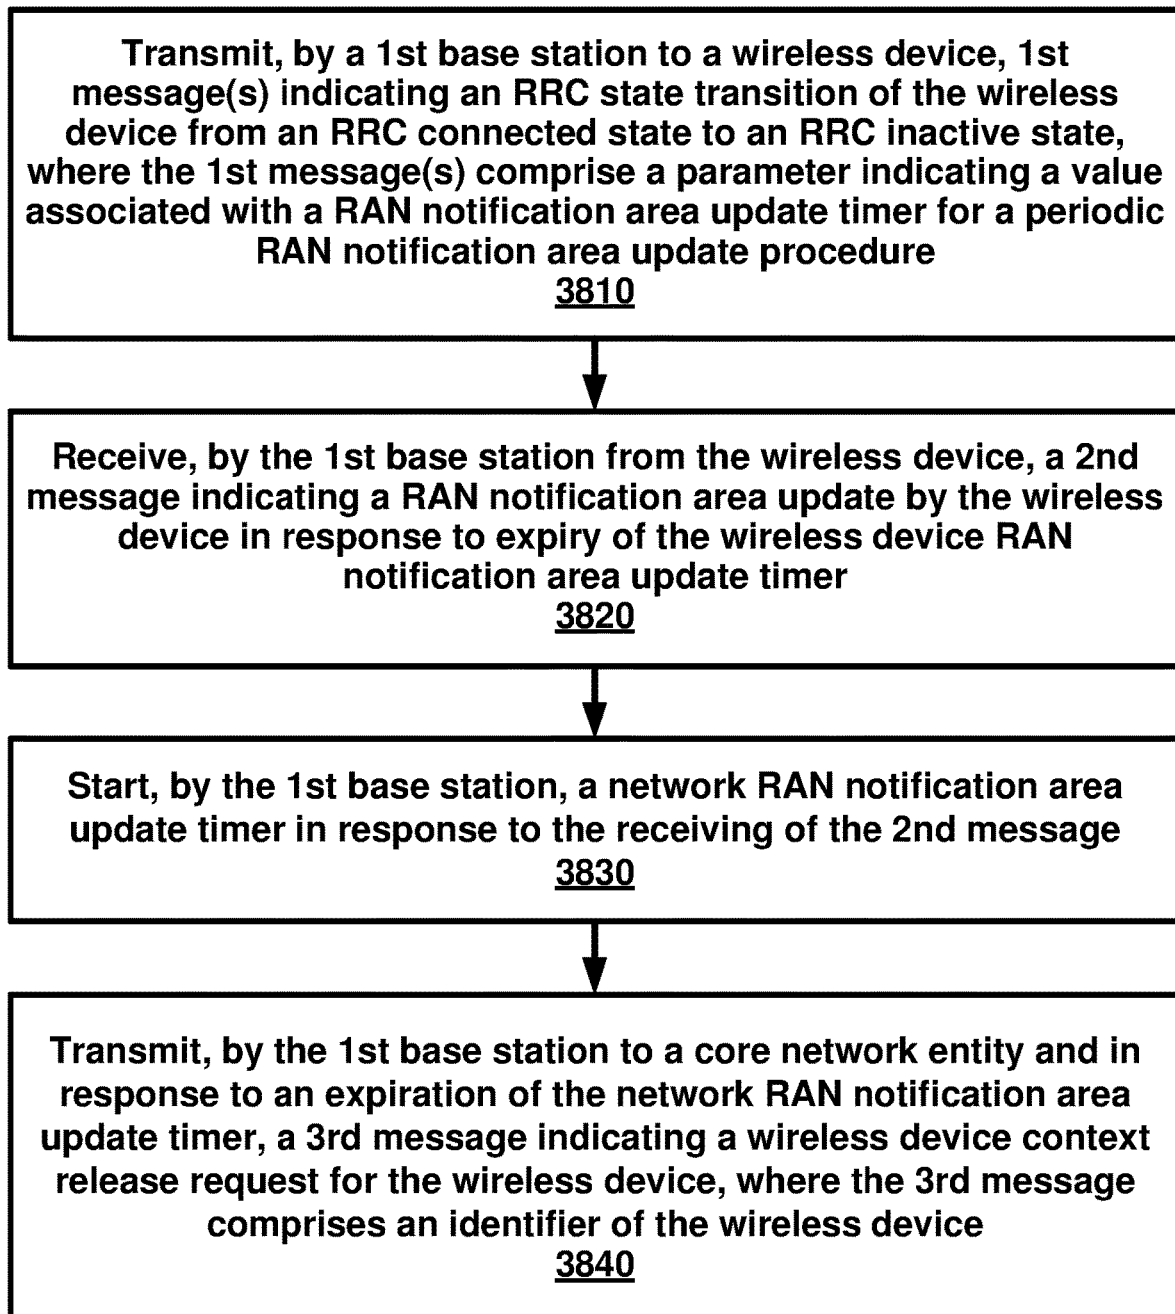 Transmit, by a 1st base station to a wireless device, 1st
message(s) indicating an RRC state transition of the wireless
device from an RRC connected state to an RRC inactive state,
where the 1st message(s) comprise a parameter indicating a value
associated with a RAN notification area update timer for a periodic
RAN notification area update procedure
3810
Receive, by the 1st base station from the wireless device, a 2nd
message indicating a RAN notification area update by the wireless
device in response to expiry of the wireless device RAN
notification area update timer
3820
Start, by the 1st base station, a network RAN notification area
update timer in response to the receiving of the 2nd message
3830
Transmit, by the 1st base station to a core network entity and in
response to an expiration of the network RAN notification area
update timer, a 3rd message indicating a wireless device context
release request for the wireless device, where the 3rd message
comprises an identifier of the wireless device
3840